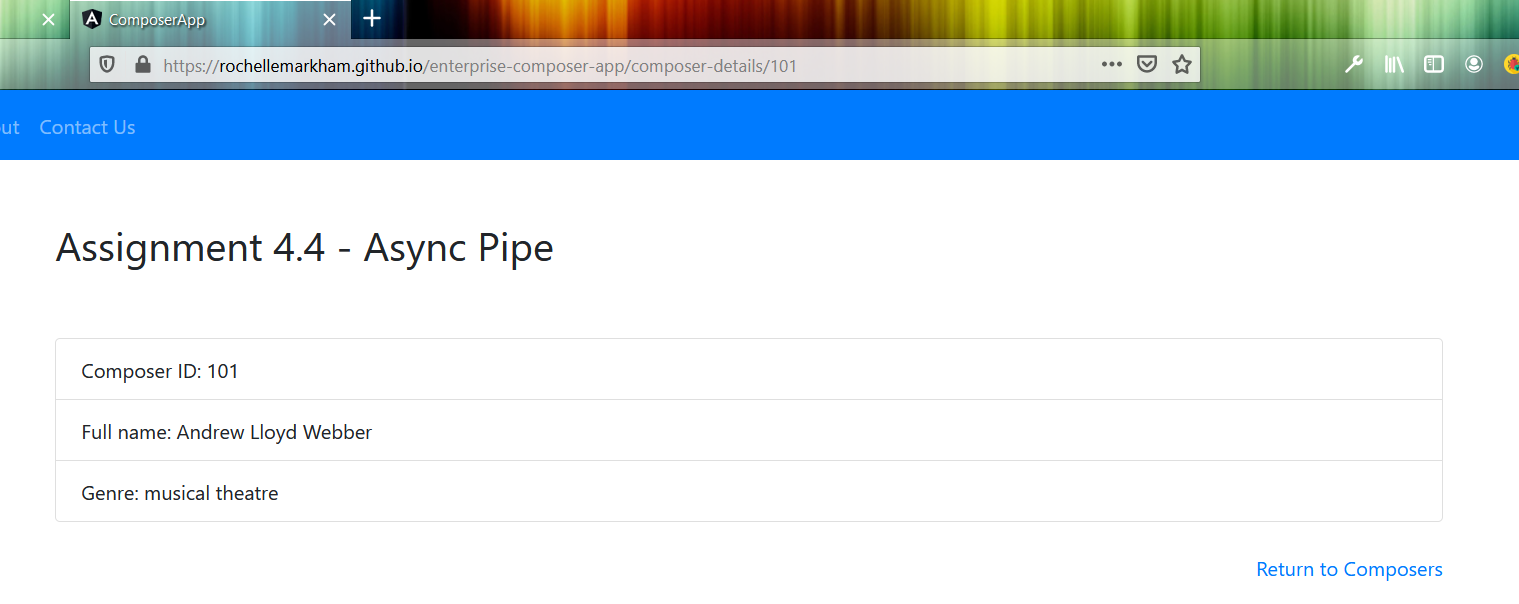 ComposerApp
https://rochellemarkham.github.io/enterprise-composer-app/composer-details/101
Contact Us
Assignment 4.4 - Async Pipe
Composer ID: 101
Full name: Andrew Lloyd Webber
Genre: musical theatre
Return to Composers